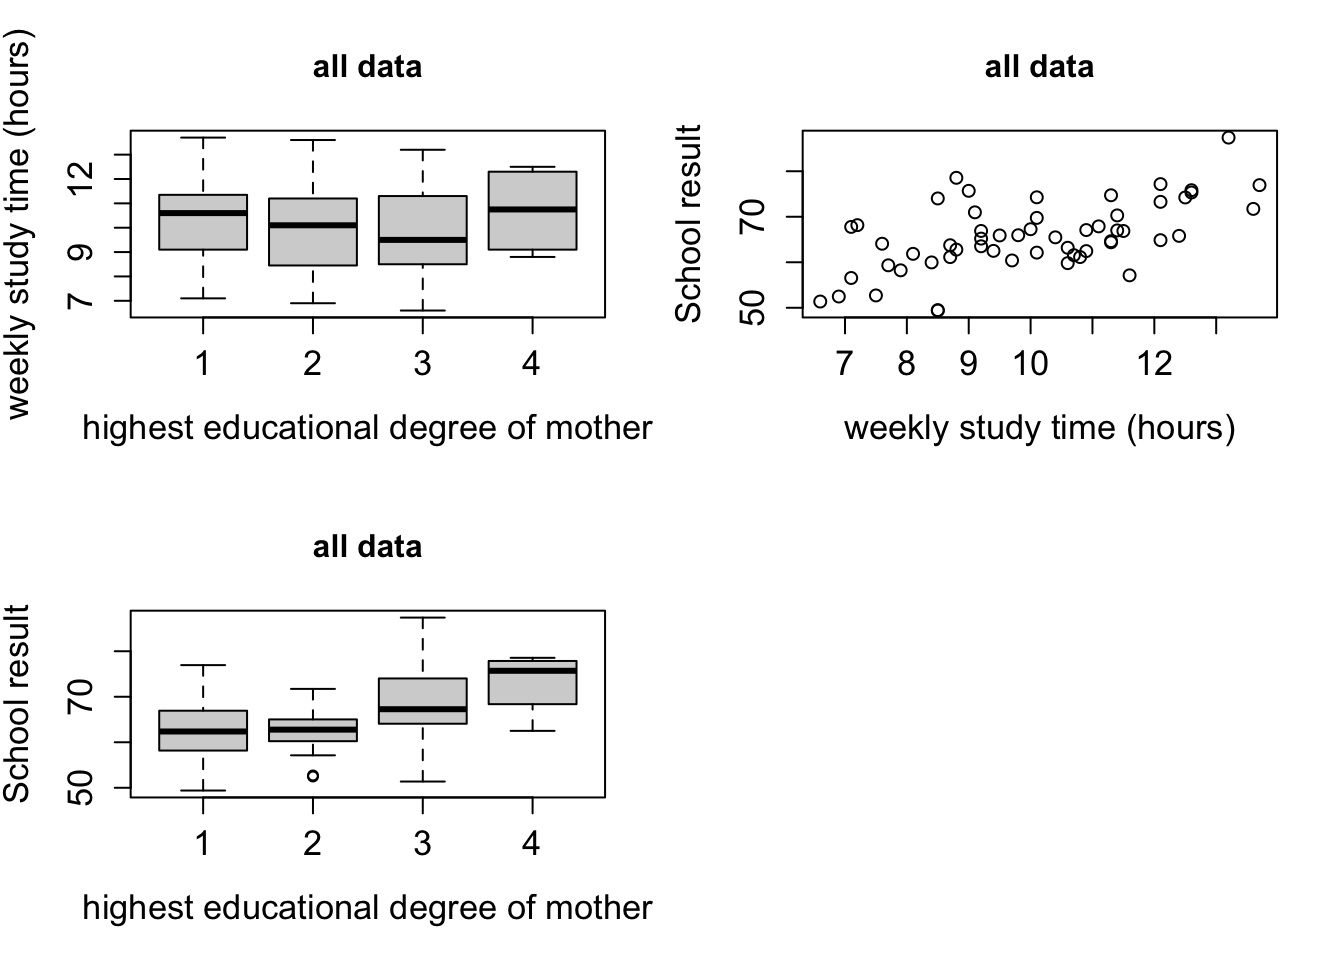 all data
weekly study time (hours)
7 9 12
1 2 3 4
highest educational degree of mother
all data
School result
50 70
7 8 9 10 12
weekly study time (hours)
all data
School result
50 70
1 2 3 4
highest educational degree of mother